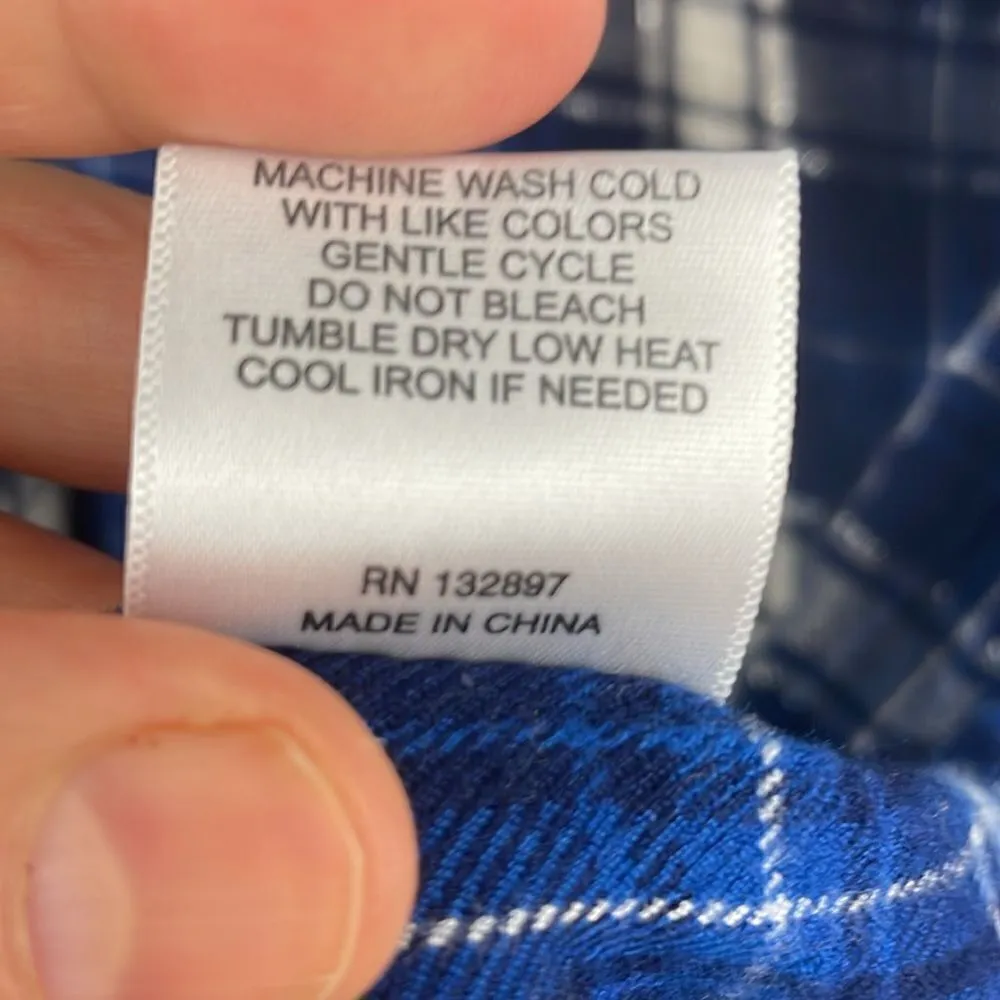 MACHINE WASH COLD
WITH LIKE COLORS
GENTLE CYCLE
DO NOT BLEACH
TUMBLE DRY LOW HEAT
COOL IRON IF NEEDED
RN 132897
MADE IN CHINA